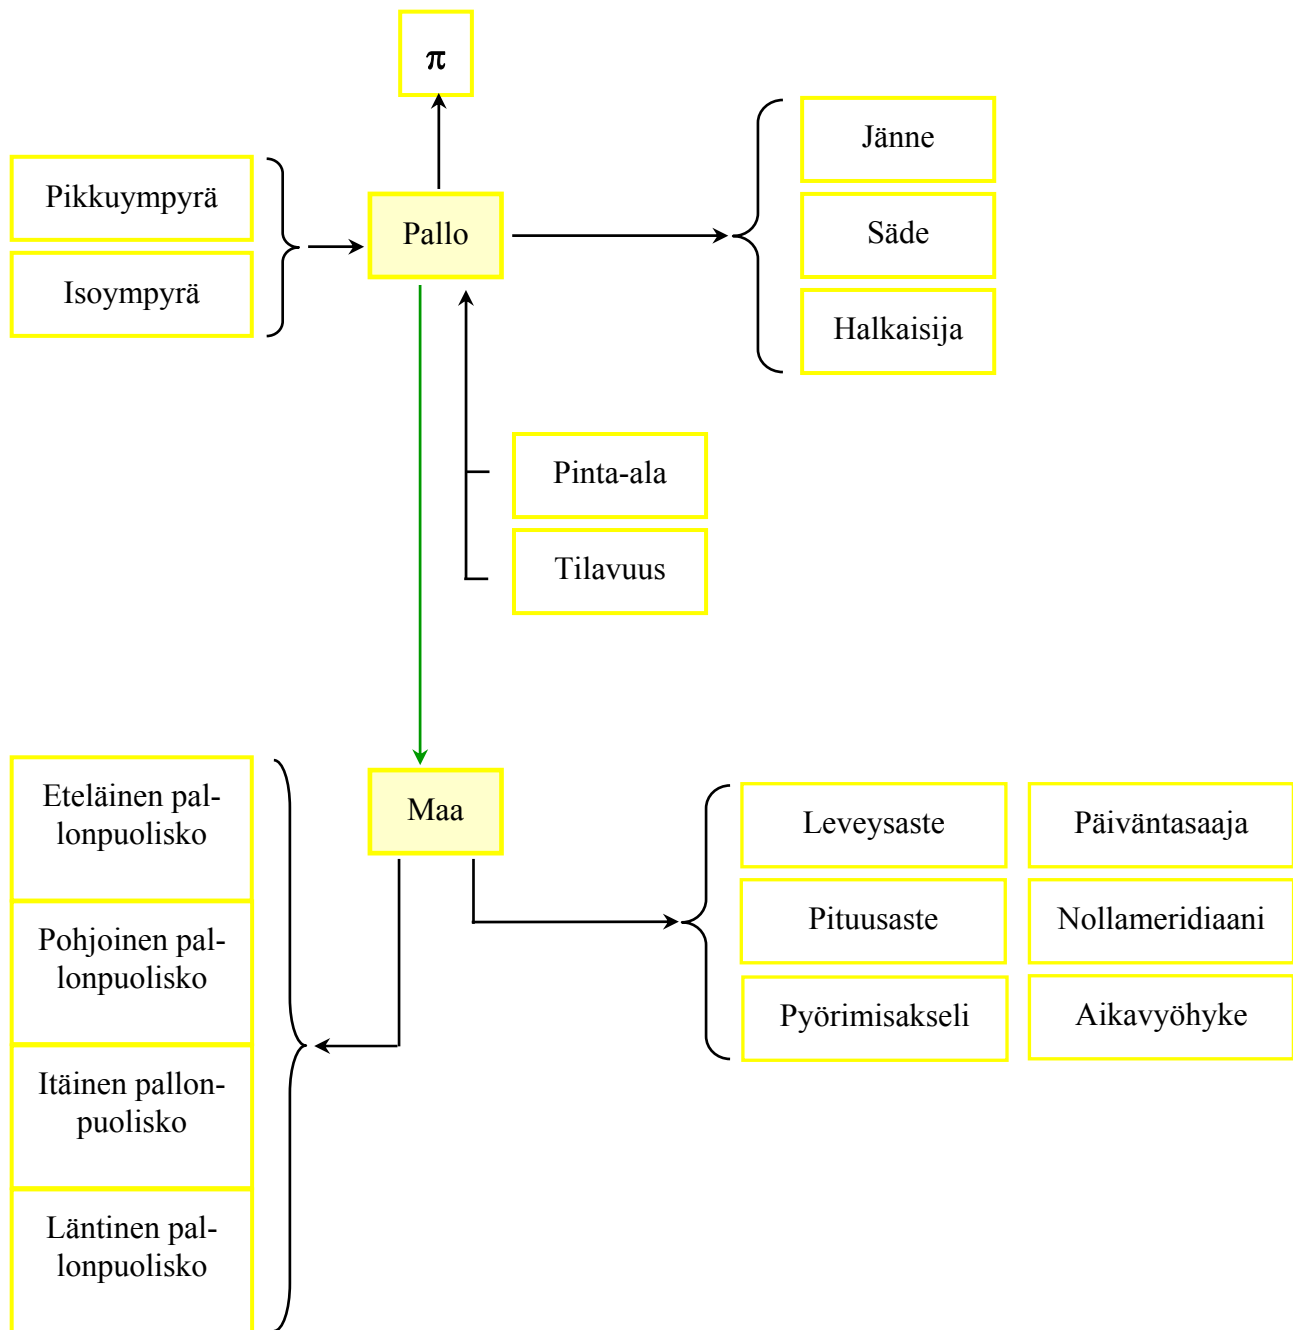 π
Pikkuympyrä
Isoympyrä
Pallo
Jänne
Säde
Halkaisija
Pinta-ala
Tilavuus
Maa
Eteläinen pal-
lonpuolisko
Pohjoinen pal-
lonpuolisko
Itäinen pallon-
puolisko
Läntinen pal-
lonpuolisko
Leveysaste
Päiväntasaaja
Pituusaste
Nollameridiaani
Pyörimisakseli
Aikavyöhyke